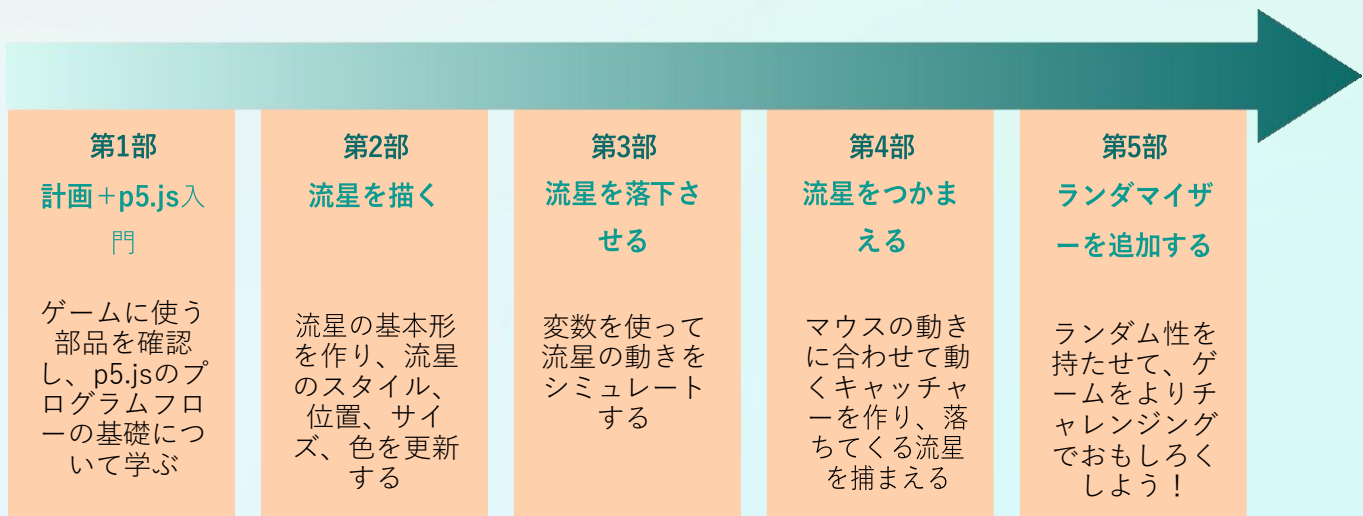 第1部
計画＋p5.js入
門
ゲームに使う
部品を確認
し、p5.jsのプ
ログラムフロ
ーの基礎につ
いて学ぶ
第2部
流星を描く
流星の基本形
を作り、流星
のスタイル、
位置、サイ
ズ、色を更新
する
第3部
流星を落下さ
せる
変数を使って
流星の動きを
シミュレート
する
第4部
流星をつかま
える
マウスの動き
に合わせて動
くキャッチャ
ーを作り、落
ちてくる流星
を捕まえる
第5部
ランダマイザ
ーを追加する
ランダム性を
持たせて、ゲ
ームをよりチ
ャレンジング
でおもしろく
しよう！